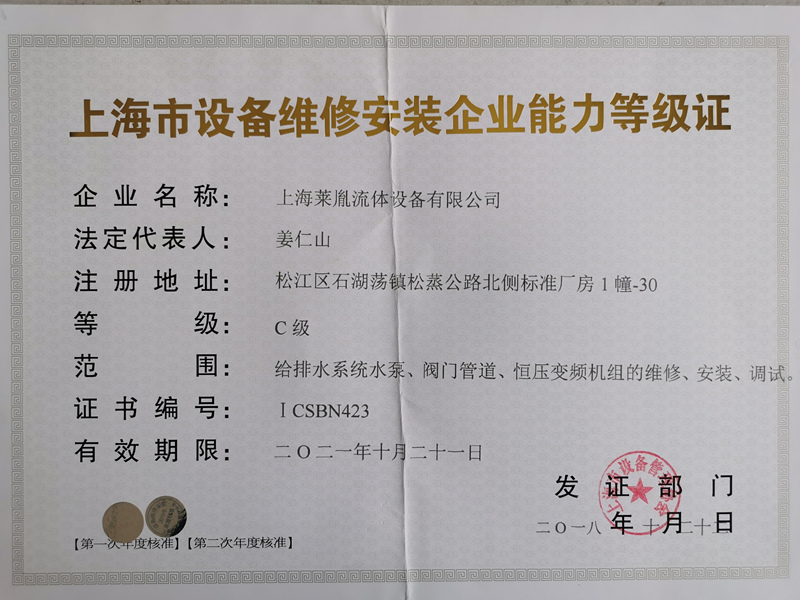 上海市设备维修安装企业能力等级证
企业名称： 上海莱胤流体设备有限公司
法定代表人： 姜仁山
注册地址： 松江区石湖荡镇松蒸公路北侧标准厂房1幢-30
等级： C级
范围： 给排水系统水泵、阀门管道、恒压变频机组的维修、安装、调试。
证书编号： ⅠCSBN423
有效期限： 二O二一年十月二十一日
发证部门
二O一八年十月二十二日
【第一次年度核准】【第二次年度核准】